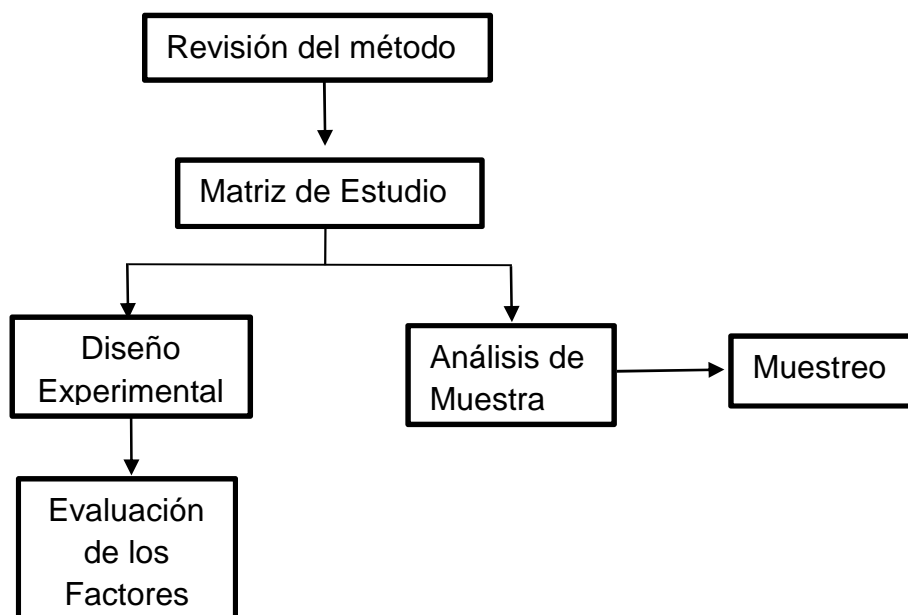 Revisión del método
Matriz de Estudio
Diseño
Experimental
Análisis de
Muestra
Muestreo
Evaluación
de los
Factores